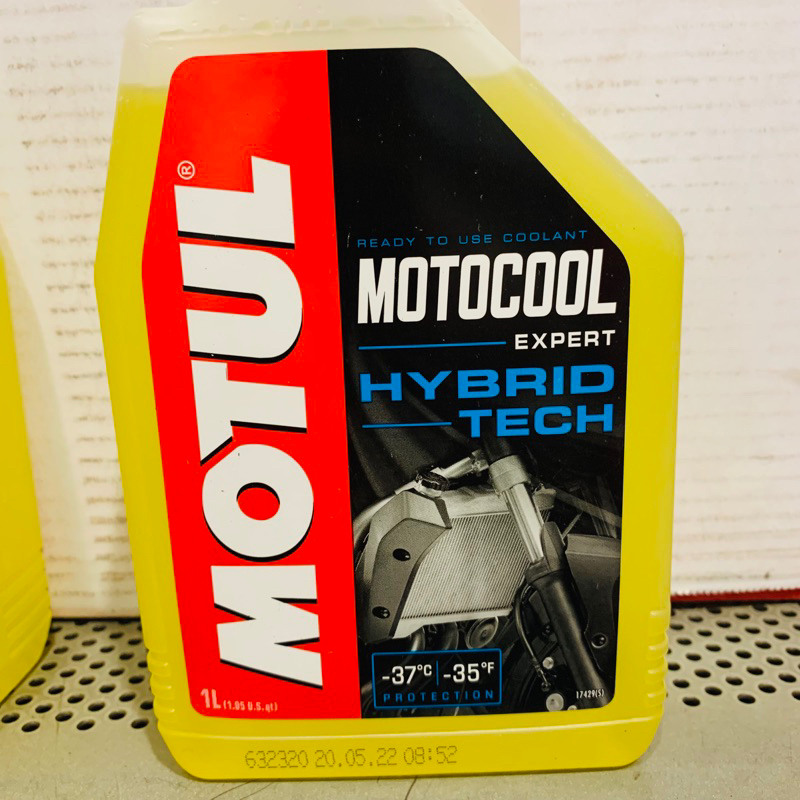 MOTUL®
READY TO USE COOLANT
MOTOCOOL
EXPERT
HYBRID
TECH
-37°C -35°F
PROTECTION
1L (1.05 U.S.qt)
17429(S)
632320 20.05.22 08:52